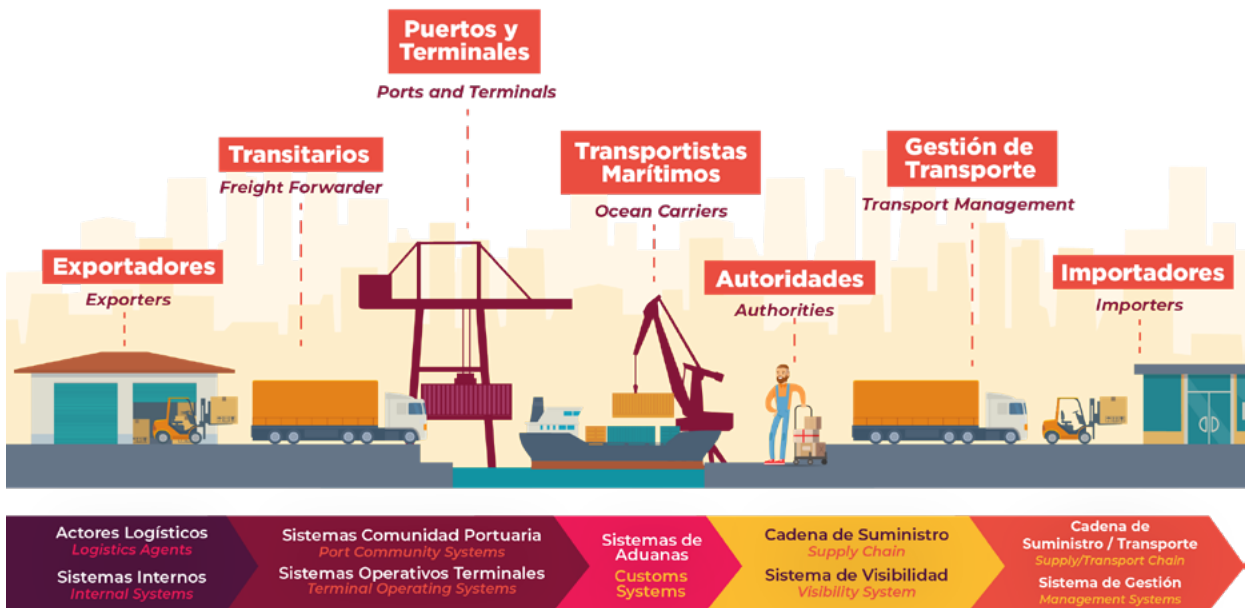 Puertos y
Terminales
Ports and Terminals
Transitarios
Freight Forwarder
Transportistas
Marítimos
Ocean Carriers
Gestión de
Transporte
Transport Management
Exportadores
Exporters
Autoridades
Authorities
Importadores
Importers
Actores Logísticos
Logistics Agents
Sistemas Internos
Internal Systems
Sistemas Comunidad Portuaria
Port Community Systems
Sistemas Operativos Terminales
Terminal Operating Systems
Sistemas de
Aduanas
Customs
Systems
Cadena de Suministro
Supply Chain
Sistema de Visibilidad
Visibility System
Cadena de
Suministro / Transporte
Supply/Transport Chain
Sistema de Gestión
Management Systems